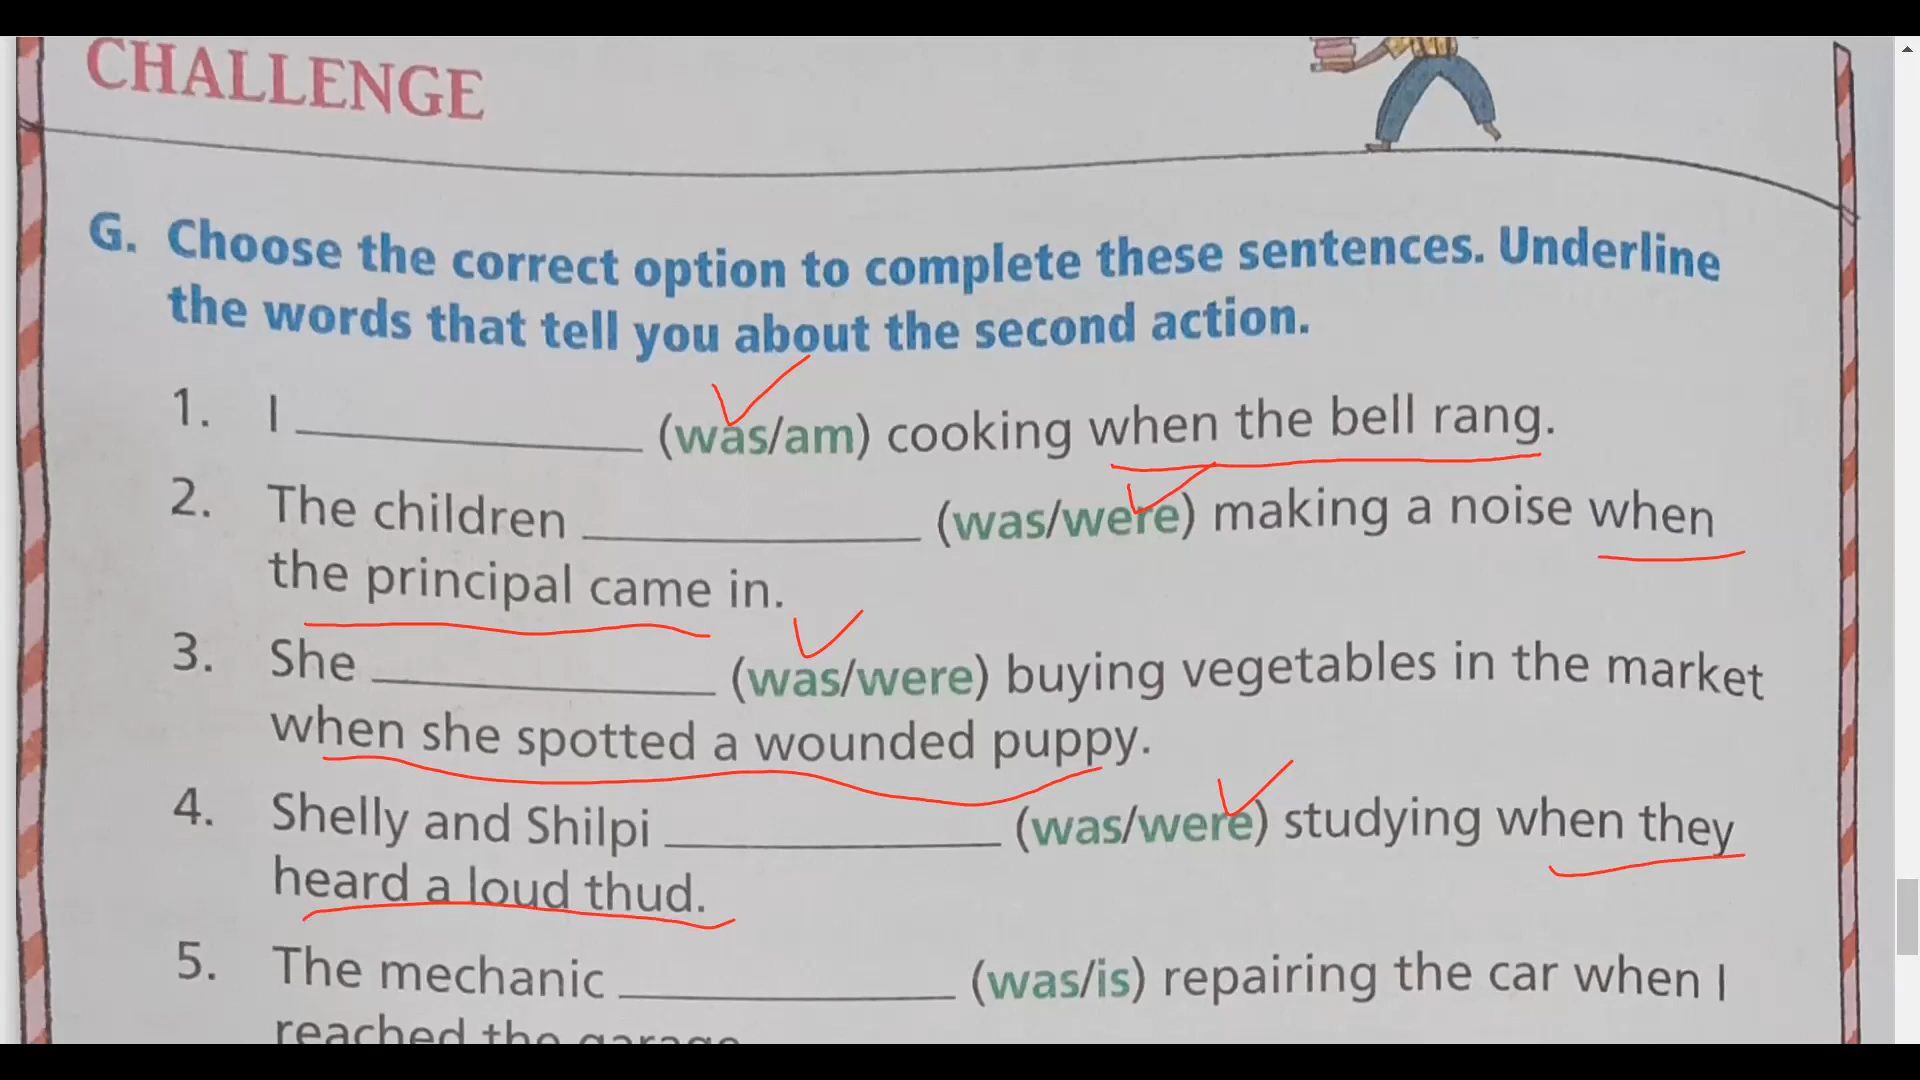 CHALLENGE
G. Choose the correct option to complete these sentences. Underline
the words that tell you about the second action.
1. I ____________ (was/am) cooking when the bell rang.
2. The children ____________ (was/were) making a noise when
the principal came in.
3. She ____________ (was/were) buying vegetables in the market
when she spotted a wounded puppy.
4. Shelly and Shilpi ____________ (was/were) studying when they
heard a loud thud.
5. The mechanic ____________ (was/is) repairing the car when I
reached the garage